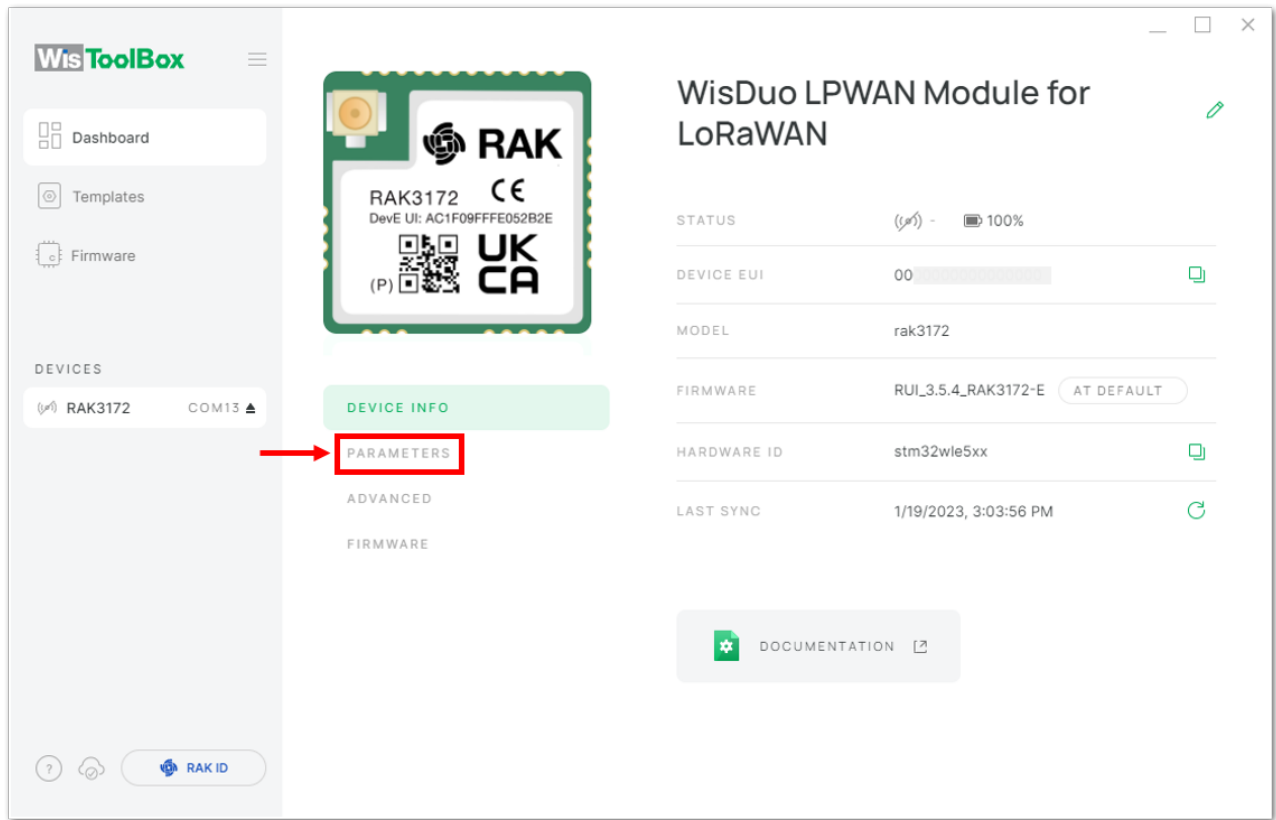 WisToolBox
Dashboard
Templates
Firmware
DEVICES
RAK3172 COM13
RAK ID
RAK
RAK3172
DevE UI: AC1F09FFFE052B2E
(P)
UK
CA
DEVICE INFO
PARAMETERS
ADVANCED
FIRMWARE
WisDuo LPWAN Module for
LoRaWAN
STATUS - 100%
DEVICE EUI 00
MODEL rak3172
FIRMWARE RUI_3.5.4_RAK3172-E AT DEFAULT
HARDWARE ID stm32wle5xx
LAST SYNC 1/19/2023, 3:03:56 PM
DOCUMENTATION